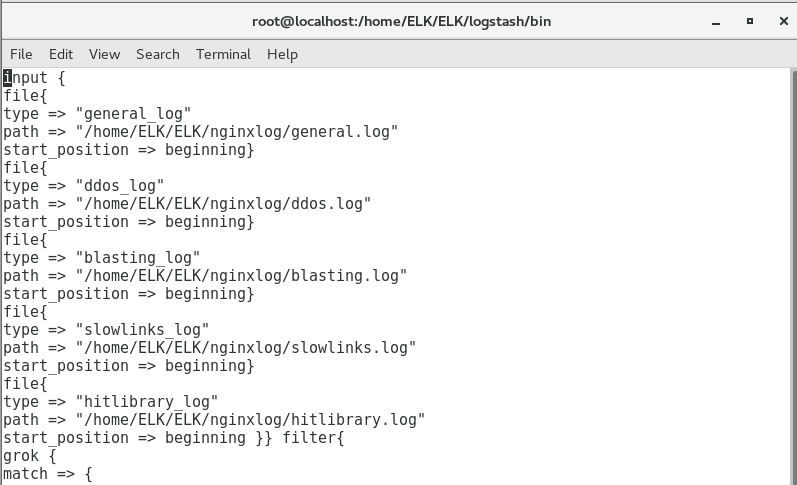 root@localhost:/home/ELK/ELK/logstash/bin
File Edit View Search Terminal Help
input {
file{
type => "general_log"
path => "/home/ELK/ELK/nginxlog/general.log"
start_position => beginning}
file{
type => "ddos_log"
path => "/home/ELK/ELK/nginxlog/ddos.log"
start_position => beginning}
file{
type => "blasting_log"
path => "/home/ELK/ELK/nginxlog/blasting.log"
start_position => beginning}
file{
type => "slowlinks_log"
path => "/home/ELK/ELK/nginxlog/slowlinks.log"
start_position => beginning}
file{
type => "hitlibrary_log"
path => "/home/ELK/ELK/nginxlog/hitlibrary.log"
start_position => beginning }} filter{
grok {
match => {